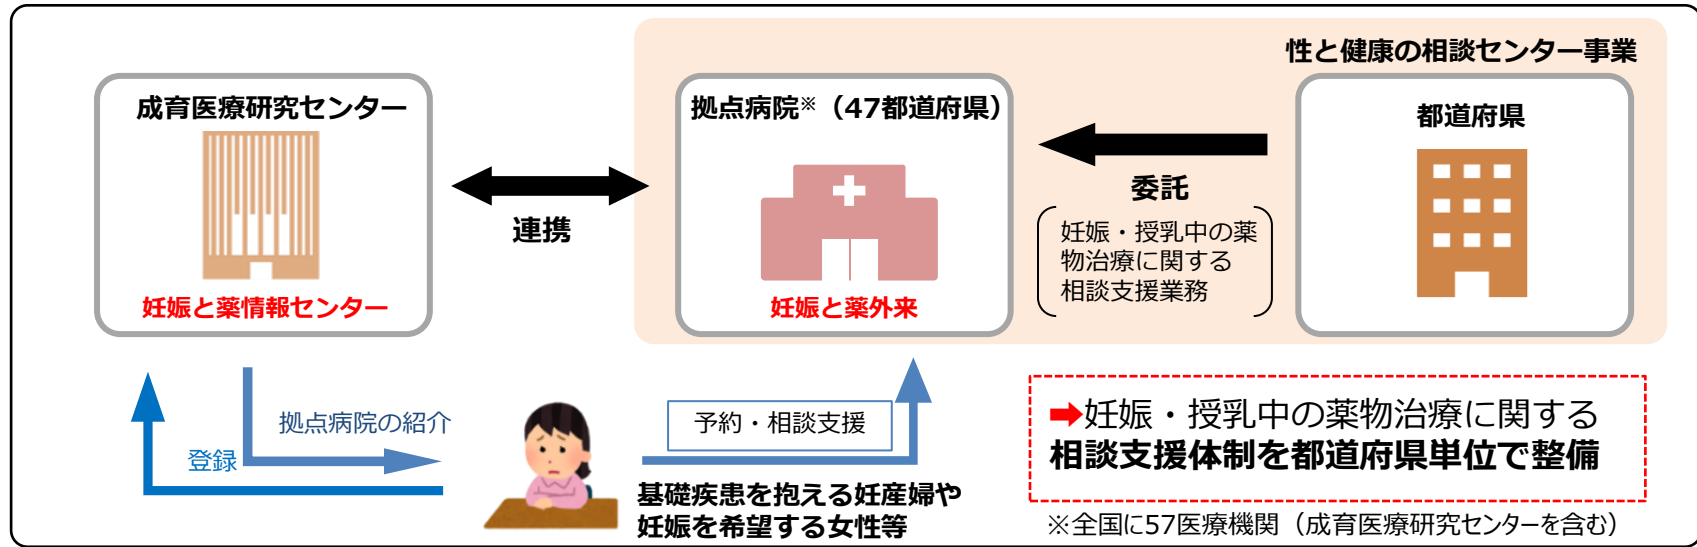 性と健康の相談センター事業
成育医療研究センター
妊娠と薬情報センター
連携
拠点病院※（47都道府県）
妊娠と薬外来
委託
妊娠・授乳中の薬
物治療に関する
相談支援業務
都道府県
拠点病院の紹介
登録
予約・相談支援
基礎疾患を抱える妊産婦や
妊娠を希望する女性等
➡妊娠・授乳中の薬物治療に関する
相談支援体制を都道府県単位で整備
※全国に57医療機関（成育医療研究センターを含む）